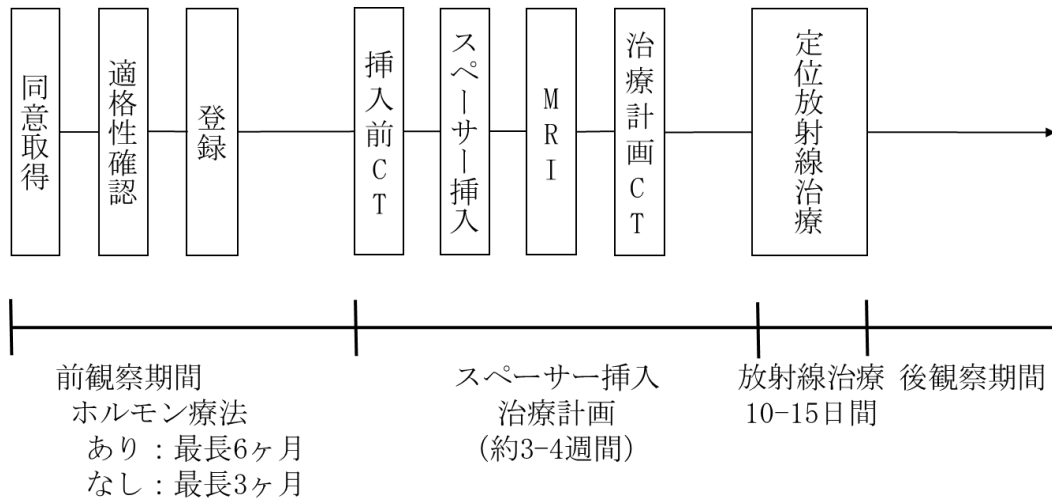 同意取得
適格性確認
登録
挿入前CT
スペーサー挿入
MRI
治療計画CT
定位放射線治療
前観察期間
ホルモン療法
あり：最長6ヶ月
なし：最長3ヶ月
スペーサー挿入
治療計画
(約3-4週間)
放射線治療
10-15日間
後観察期間